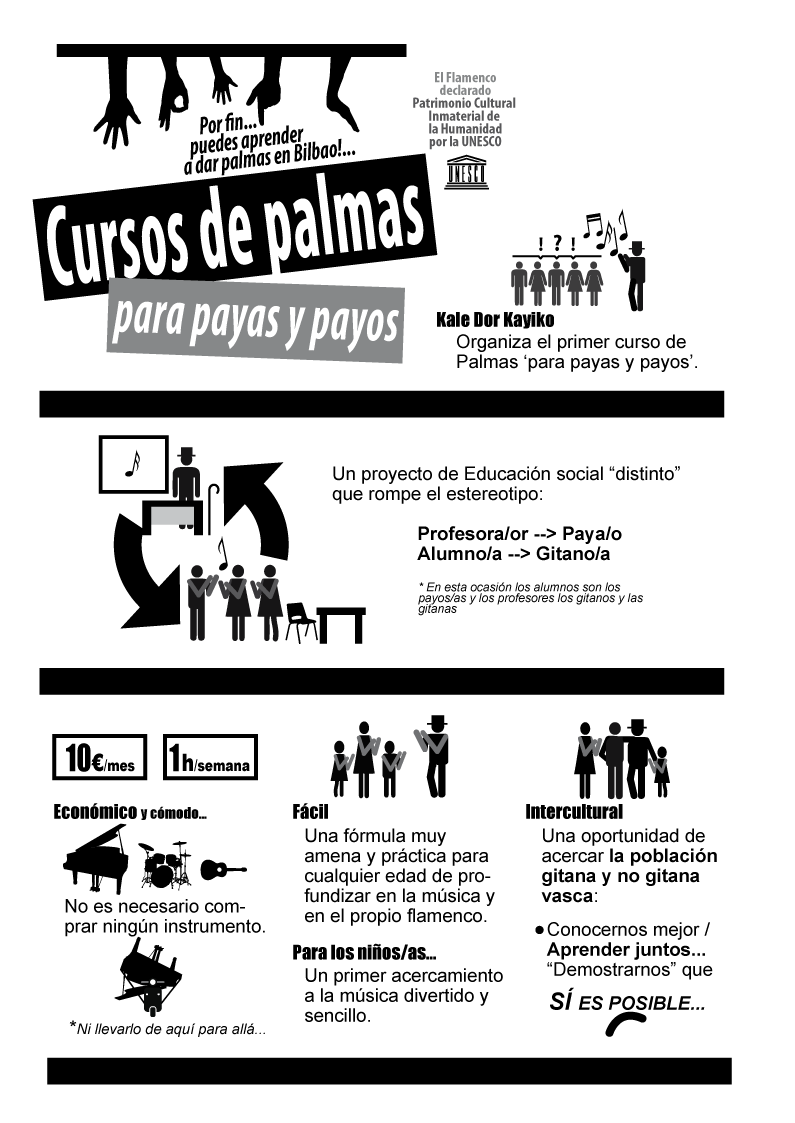 El Flamenco
declarado
Patrimonio Cultural
Inmaterial de
la Humanidad
por la UNESCO
UNESCO
Por fin...
puedes aprender
a dar palmas en Bilbao!...
Cursos de palmas
para payas y payos
! ? !
Kale Dor Kayiko
Organiza el primer curso de
Palmas ‘para payas y payos’.
Un proyecto de Educación social “distinto”
que rompe el estereotipo:
Profesora/or --> Paya/o
Alumno/a --> Gitano/a
* En esta ocasión los alumnos son los
payos/as y los profesores los gitanos y las
gitanas
10€/mes
1h/semana
Económico y cómodo...
No es necesario com-
prar ningún instrumento.
*Ni llevarlo de aquí para allá...
Fácil
Una fórmula muy
amena y práctica para
cualquier edad de pro-
fundizar en la música y
en el propio flamenco.
Para los niños/as...
Un primer acercamiento
a la música divertido y
sencillo.
Intercultural
Una oportunidad de
acercar la población
gitana y no gitana
vasca:
●Conocernos mejor /
Aprender juntos...
“Demostrarnos” que
SÍ ES POSIBLE...